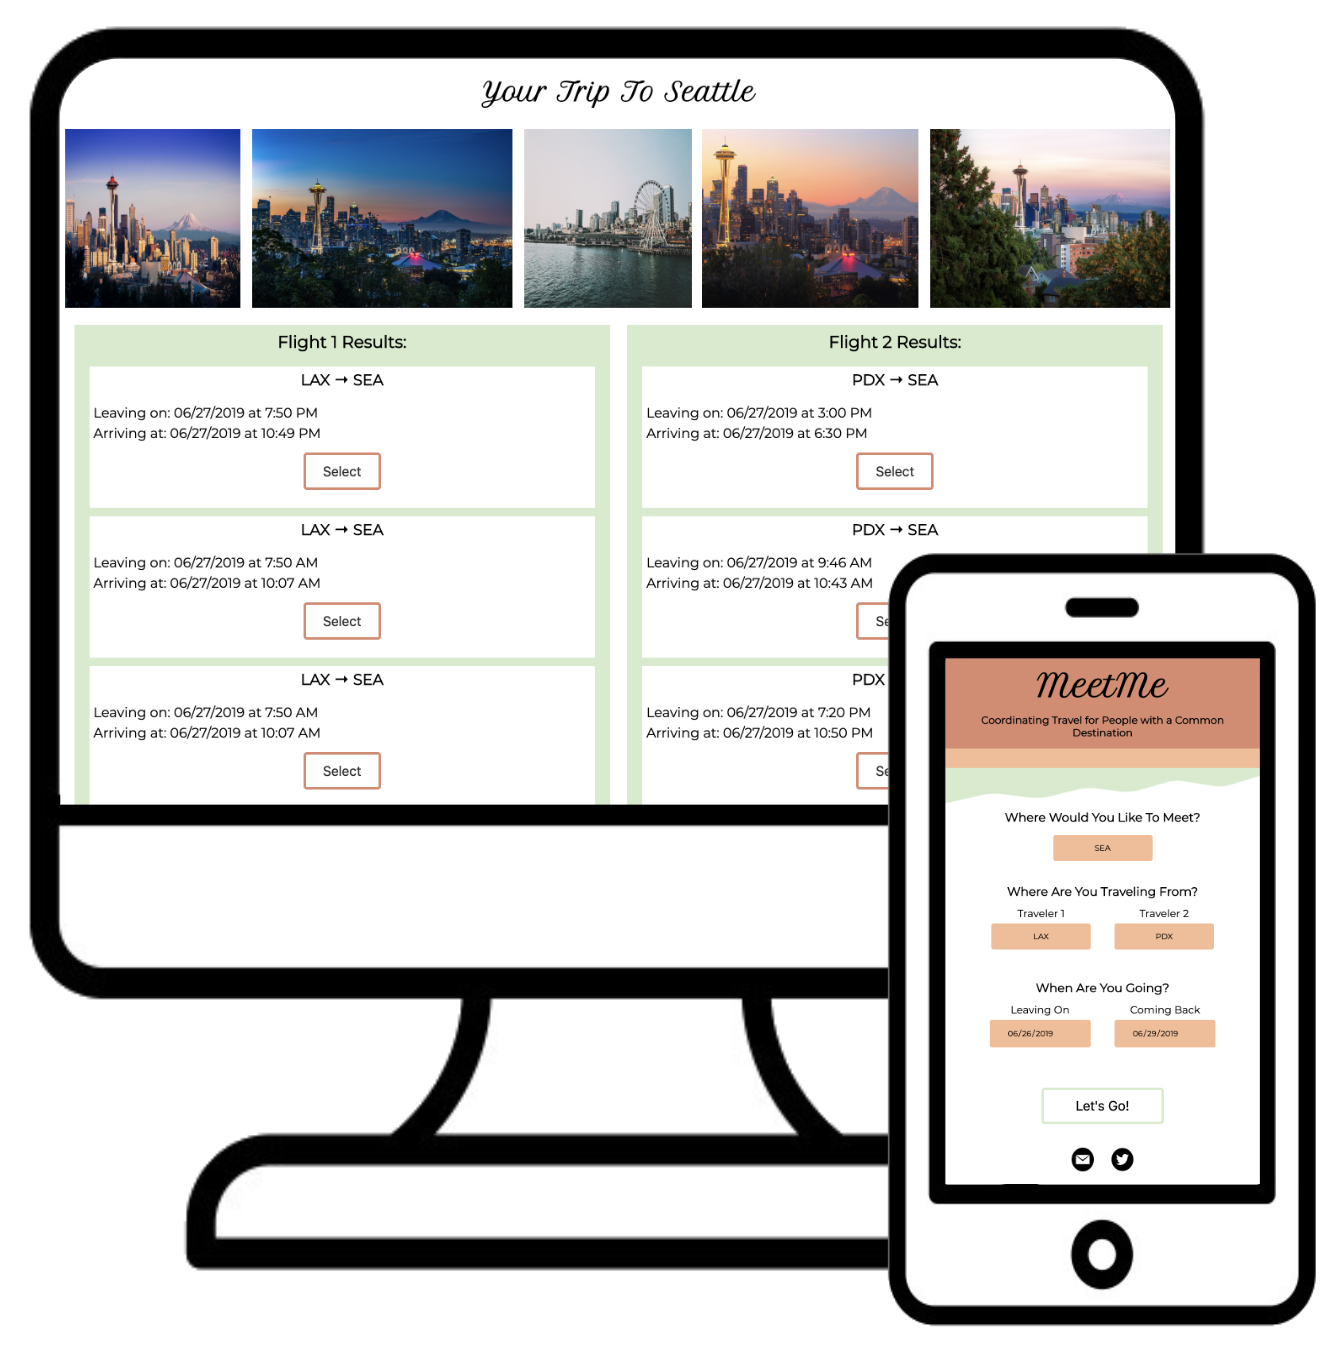 Your Trip To Seattle
Flight 1 Results:
LAX → SEA
Leaving on: 06/27/2019 at 7:50 PM
Arriving at: 06/27/2019 at 10:49 PM
Select
LAX → SEA
Leaving on: 06/27/2019 at 7:50 AM
Arriving at: 06/27/2019 at 10:07 AM
Select
LAX → SEA
Leaving on: 06/27/2019 at 7:50 AM
Arriving at: 06/27/2019 at 10:07 AM
Select
Flight 2 Results:
PDX → SEA
Leaving on: 06/27/2019 at 3:00 PM
Arriving at: 06/27/2019 at 6:30 PM
Select
PDX → SEA
Leaving on: 06/27/2019 at 9:46 AM
Arriving at: 06/27/2019 at 10:43 AM
Se
PDX
Leaving on: 06/27/2019 at 7:20 PM
Arriving at: 06/27/2019 at 10:50 PM
Se
MeetMe
Coordinating Travel for People with a Common
Destination
Where Would You Like To Meet?
SEA
Where Are You Traveling From?
Traveler 1 Traveler 2
LAX PDX
When Are You Going?
Leaving On Coming Back
06/26/2019 06/29/2019
Let's Go!